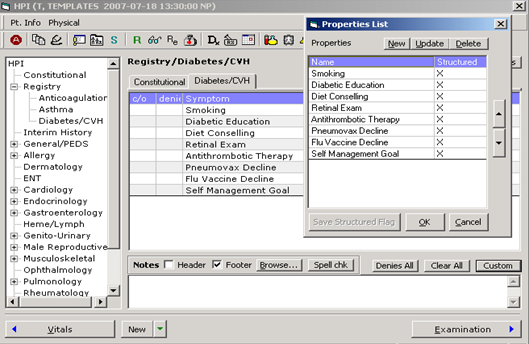 HPI (T, TEMPLATES 2007-07-18 13:30:00 NP)
Pt. Info Physical
HPI
Constitutional
Registry
Anticoagulation
Asthma
Diabetes/CVH
Interim History
General/PEDS
Allergy
Dermatology
ENT
Cardiology
Endocrinology
Gastroenterology
Heme/Lymph
Genito-Urinary
Male Reproductive
Musculoskeletal
Ophthalmology
Pulmonology
Rheumatology
Registry/Diabetes/CVH
Constitutional Diabetes/CVH
c/o denie Symptom
Smoking
Diabetic Education
Diet Conselling
Retinal Exam
Antithrombotic Therapy
Pneumovax Decline
Flu Vaccine Decline
Self Management Goal
Notes Header Footer Browse... Spell chk Denies All Clear All Custom
Vitals New Examination
Properties List
Properties New Update Delete
Name Structured
Smoking X
Diabetic Education X
Diet Conselling X
Retinal Exam X
Antithrombotic Therapy X
Pneumovax Decline X
Flu Vaccine Decline X
Self Management Goal X
Save Structured Flag OK Cancel